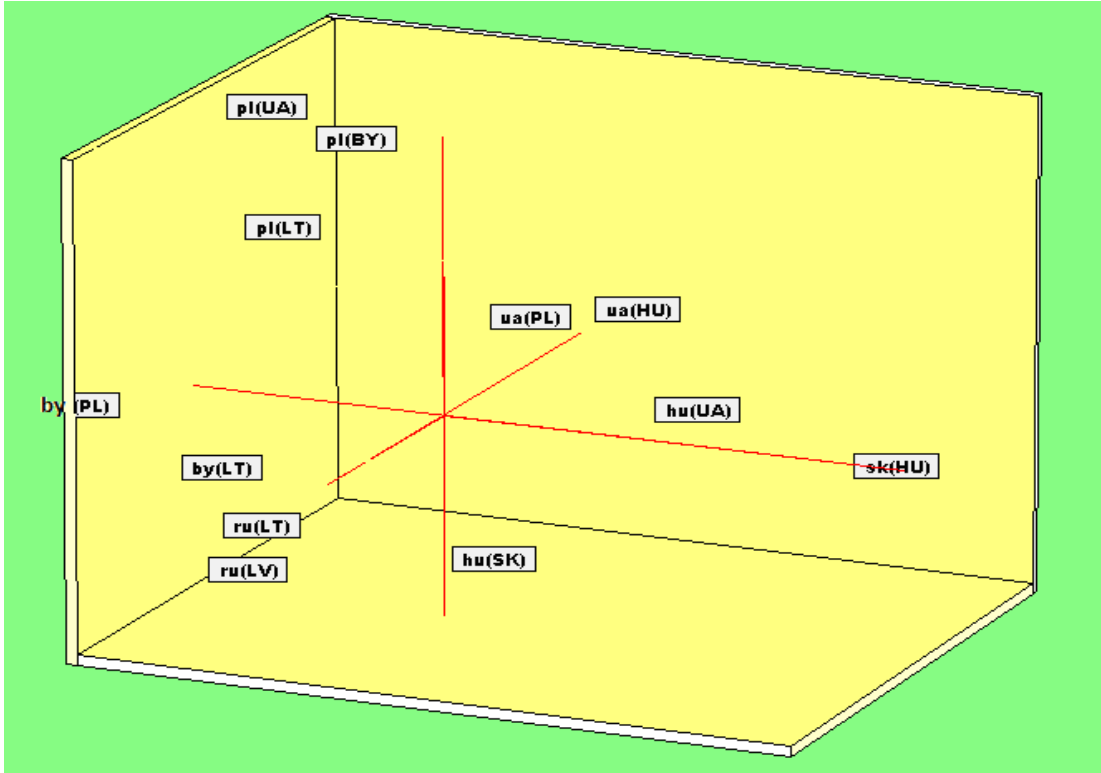 pl(UA)
pl(BY)
pl(LT)
ua(PL)
ua(HU)
by (PL)
hu(UA)
by(LT)
sk(HU)
ru(LT)
hu(SK)
ru(LV)